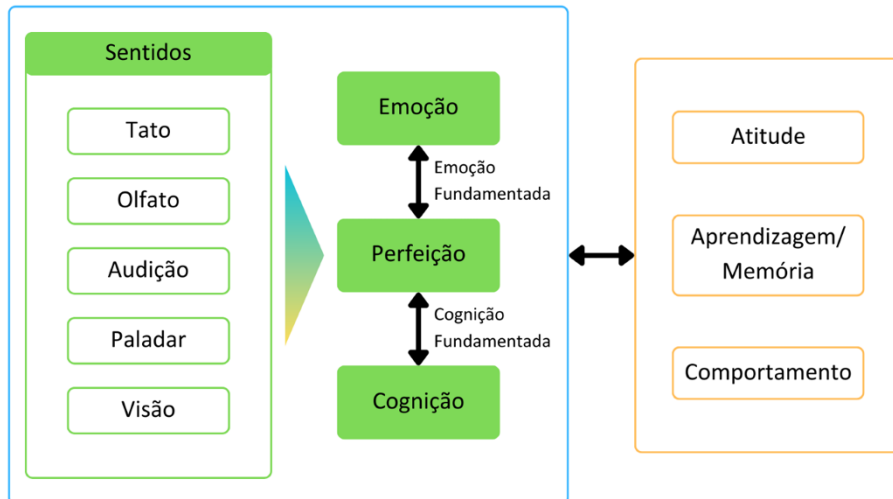 Sentidos
Tato
Olfato
Audição
Paladar
Visão
Emoção
Emoção
Fundamentada
Perfeição
Cognição
Fundamentada
Cognição
Atitude
Aprendizagem/
Memória
Comportamento